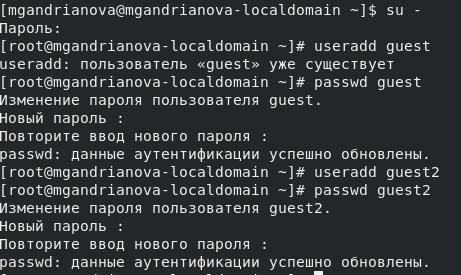 [mgandrianova@mgandrianova-localdomain ~]$ su -
Пароль:
[root@mgandrianova-localdomain ~]# useradd guest
useradd: пользователь «guest» уже существует
[root@mgandrianova-localdomain ~]# passwd guest
Изменение пароля пользователя guest.
Новый пароль :
Повторите ввод нового пароля :
passwd: данные аутентификации успешно обновлены.
[root@mgandrianova-localdomain ~]# useradd guest2
[root@mgandrianova-localdomain ~]# passwd guest2
Изменение пароля пользователя guest2.
Новый пароль :
Повторите ввод нового пароля :
passwd: данные аутентификации успешно обновлены.